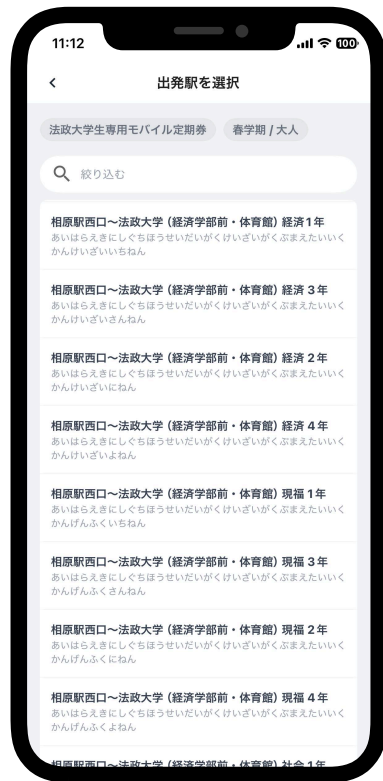 11:12
100
出発駅を選択
法政大学生専用モバイル定期券
春学期 / 大人
絞り込む
相原駅西口～法政大学（経済学部前・体育館）経済1年
あいはらえきにしぐちほうせいだいがくけいざいがくぶまえたいいく
かんけいざいいちねん
相原駅西口～法政大学（経済学部前・体育館）経済 3年
あいはらえきにしぐちほうせいだいがくけいざいがくぶまえたいいく
かんけいざいさんねん
相原駅西口～法政大学（経済学部前・体育館）経済 2年
あいはらえきにしぐちほうせいだいがくけいざいがくぶまえたいいく
かんけいざいにねん
相原駅西口～法政大学（経済学部前・体育館）経済 4年
あいはらえきにしぐちほうせいだいがくけいざいがくぶまえたいいく
かんけいざいよねん
相原駅西口～法政大学（経済学部前・体育館）現福 1年
あいはらえきにしぐちほうせいだいがくけいざいがくぶまえたいいく
かんげんふくいちねん
相原駅西口～法政大学（経済学部前・体育館）現福 3年
あいはらえきにしぐちほうせいだいがくけいざいがくぶまえたいいく
かんげんふくさんねん
相原駅西口～法政大学（経済学部前・体育館）現福 2年
あいはらえきにしぐちほうせいだいがくけいざいがくぶまえたいいく
かんげんふくにねん
相原駅西口～法政大学（経済学部前・体育館）現福 4年
あいはらえきにしぐちほうせいだいがくけいざいがくぶまえたいいく
かんげんふくよねん
相原駅西口～法政大学（経済学部前・体育館）社会 1年